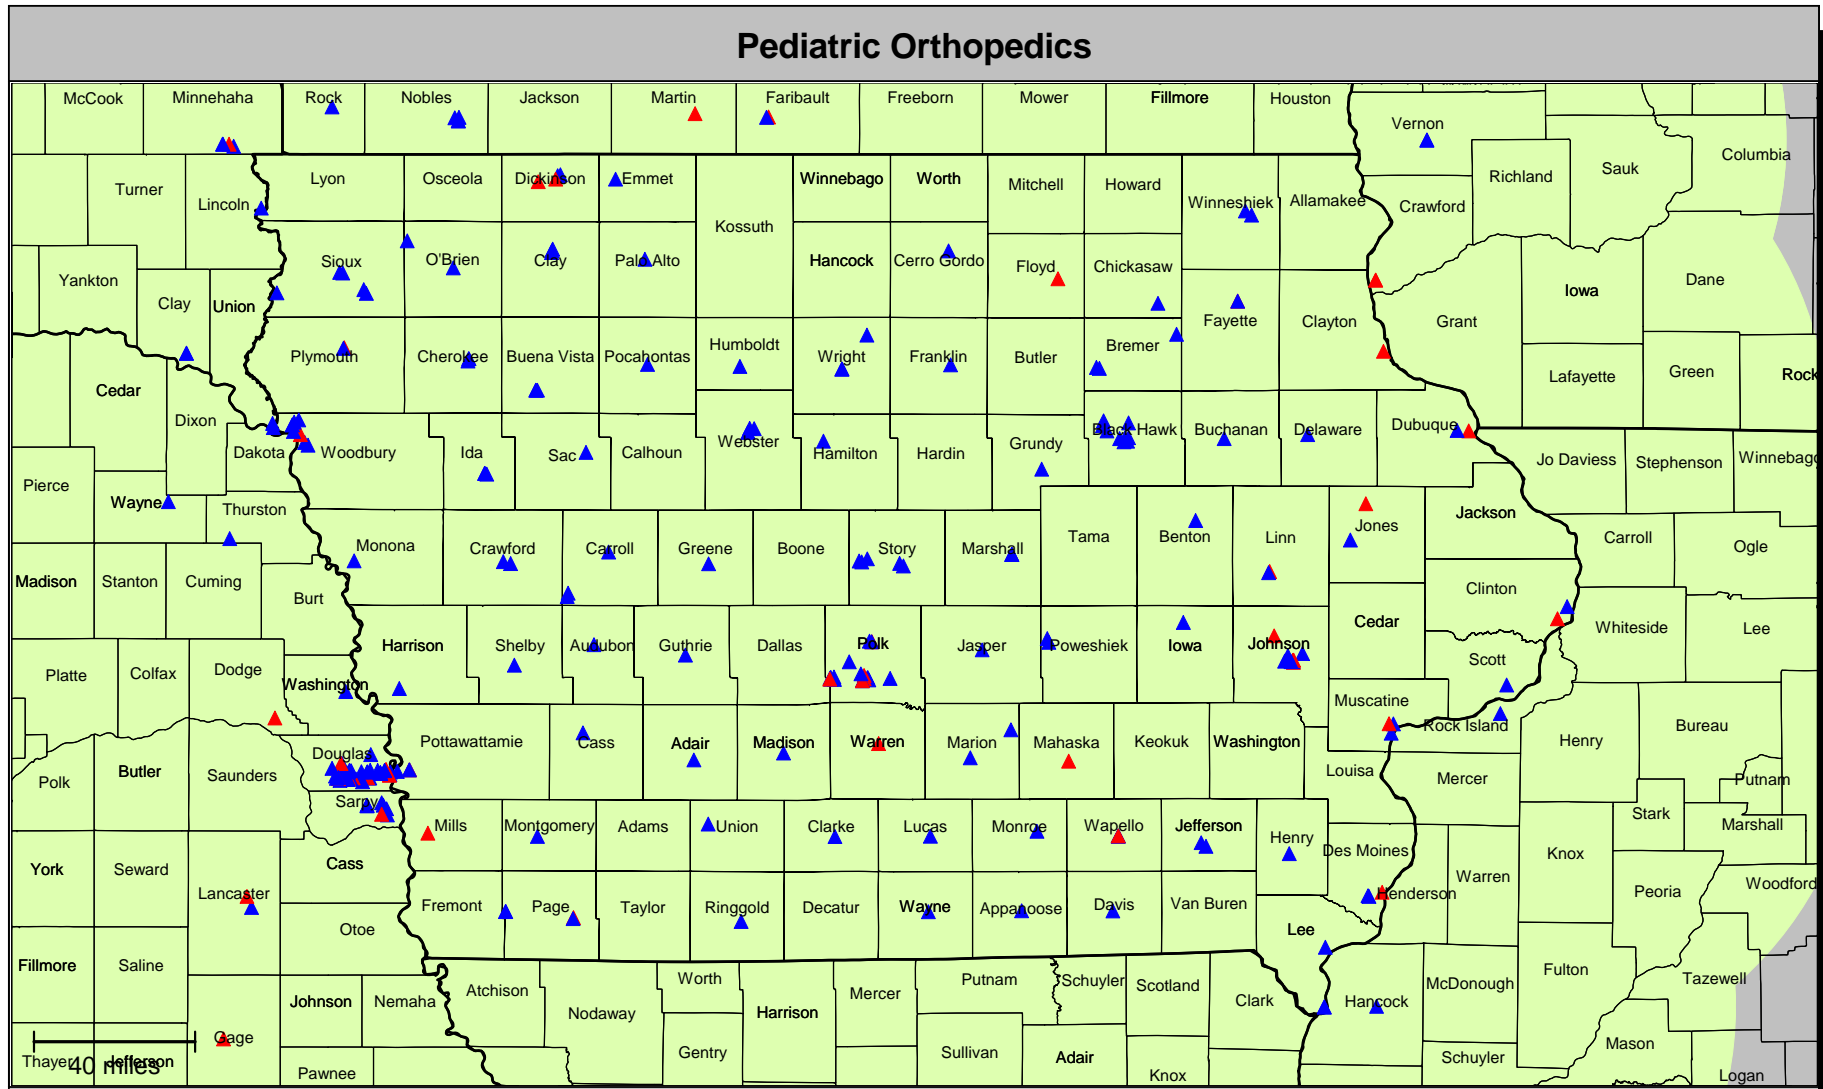 Pediatric Orthopedics
McCook Minnehaha Rock Nobles Jackson Martin Faribault Freeborn Mower Fillmore Houston
Vernon
Columbia
Turner Lyon Osceola Dickinson Emmet Winnebago Worth Mitchell Howard Richland Sauk
Lincoln Winneshiek Allamakee Crawford
Kossuth
Yankton Sioux O'Brien Clay Palo Alto Hancock Cerro Gordo Floyd Chickasaw Dane
Clay Union Iowa
Fayette Clayton Grant
Plymouth Cherokee Buena Vista Pocahontas Humboldt Wright Franklin Butler Bremer
Cedar Lafayette Green Rock
Dixon Black Hawk Buchanan Delaware Dubuque
Dakota Woodbury Ida Sac Calhoun Webster Hamilton Hardin Grundy Jo Daviess Stephenson Winnebago
Pierce
Wayne Thurston Jackson
Jones
Monona Crawford Carroll Greene Boone Story Marshall Tama Benton Linn Carroll Ogle
Madison Stanton Cuming Burt Clinton
Cedar Whiteside Lee
Harrison Shelby Audubon Guthrie Dallas Polk Jasper Poweshiek Iowa Johnson
Platte Colfax Dodge Scott
Washington Muscatine
Rock Island Bureau
Pottawattamie Cass Adair Madison Warren Marion Mahaska Keokuk Washington Henry
Douglas
Polk Butler Saunders Louisa Mercer Putnam
Sarpy
Mills Montgomery Adams Union Clarke Lucas Monroe Wapello Jefferson Henry Stark Marshall
Des Moines Knox
York Seward Cass
Lancaster Henderson Warren Peoria Woodford
Fremont Page Taylor Ringgold Decatur Wayne Appanoose Davis Van Buren
Otoe Lee
Fillmore Saline Fulton
Atchison Worth Putnam Schuyler Scotland McDonough Tazewell
Johnson Nemaha Mercer Clark Hancock
Nodaway Harrison
Gage Mason
Gentry Sullivan Adair Schuyler
Thayer Jefferson
40 miles
Pawnee Knox Logan